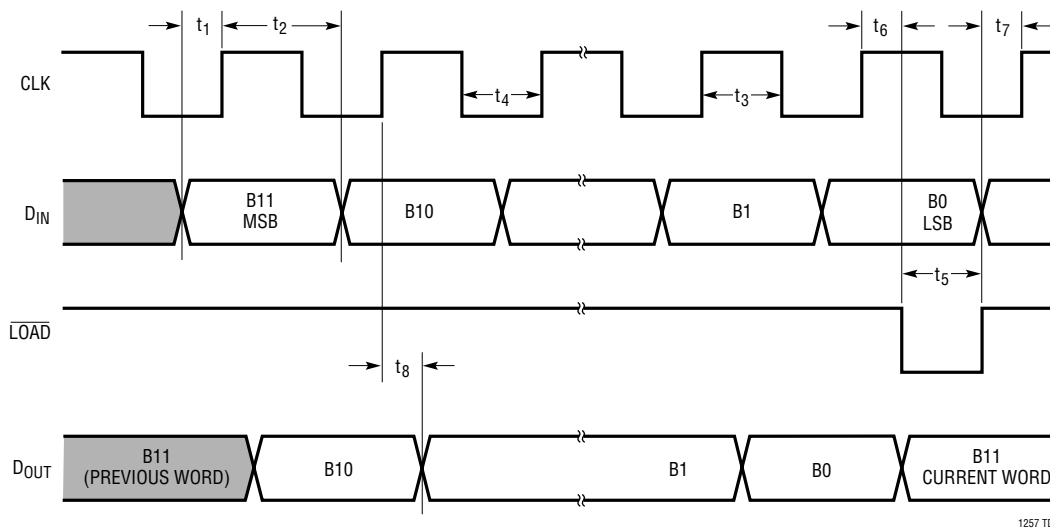 t1
t2
t6
t7
CLK
t4
t3
DIN
B11
MSB
B10
B1
B0
LSB
t5
LOAD
t8
DOUT
B11
(PREVIOUS WORD)
B10
B1
B0
B11
CURRENT WORD